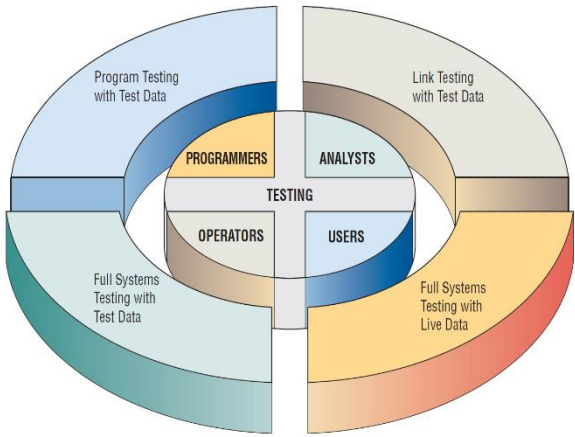 Program Testing
with Test Data
Link Testing
with Test Data
PROGRAMMERS
ANALYSTS
TESTING
OPERATORS
USERS
Full Systems
Testing with
Test Data
Full Systems
Testing with
Live Data